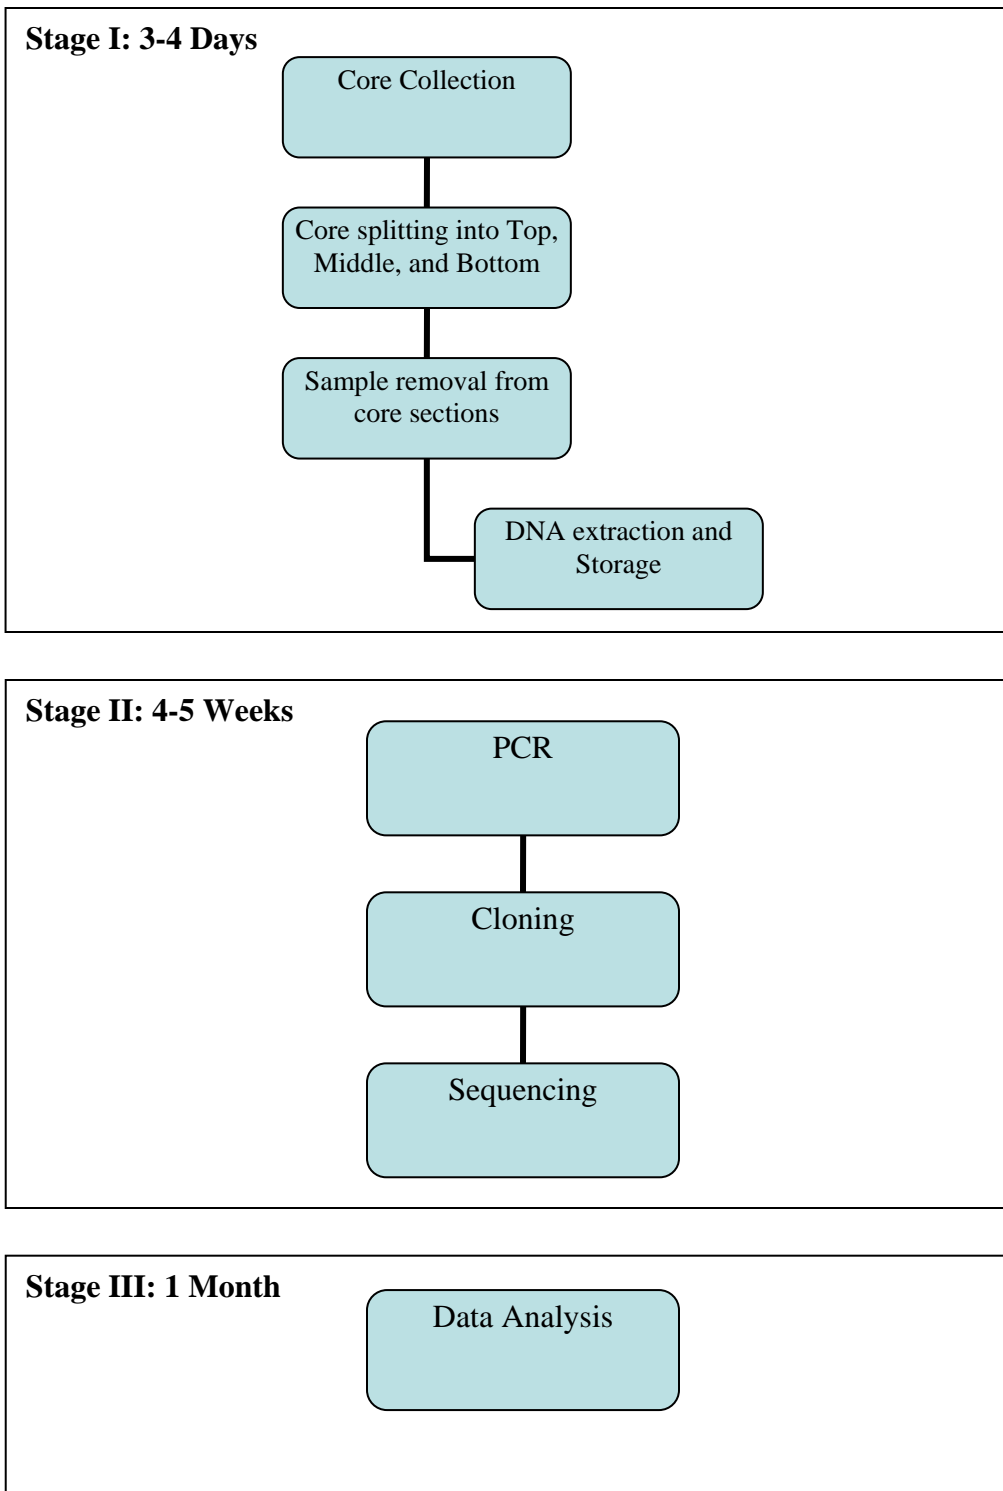 Stage I: 3-4 Days
Core Collection
Core splitting into Top,
Middle, and Bottom
Sample removal from
core sections
DNA extraction and
Storage
Stage II: 4-5 Weeks
PCR
Cloning
Sequencing
Stage III: 1 Month
Data Analysis